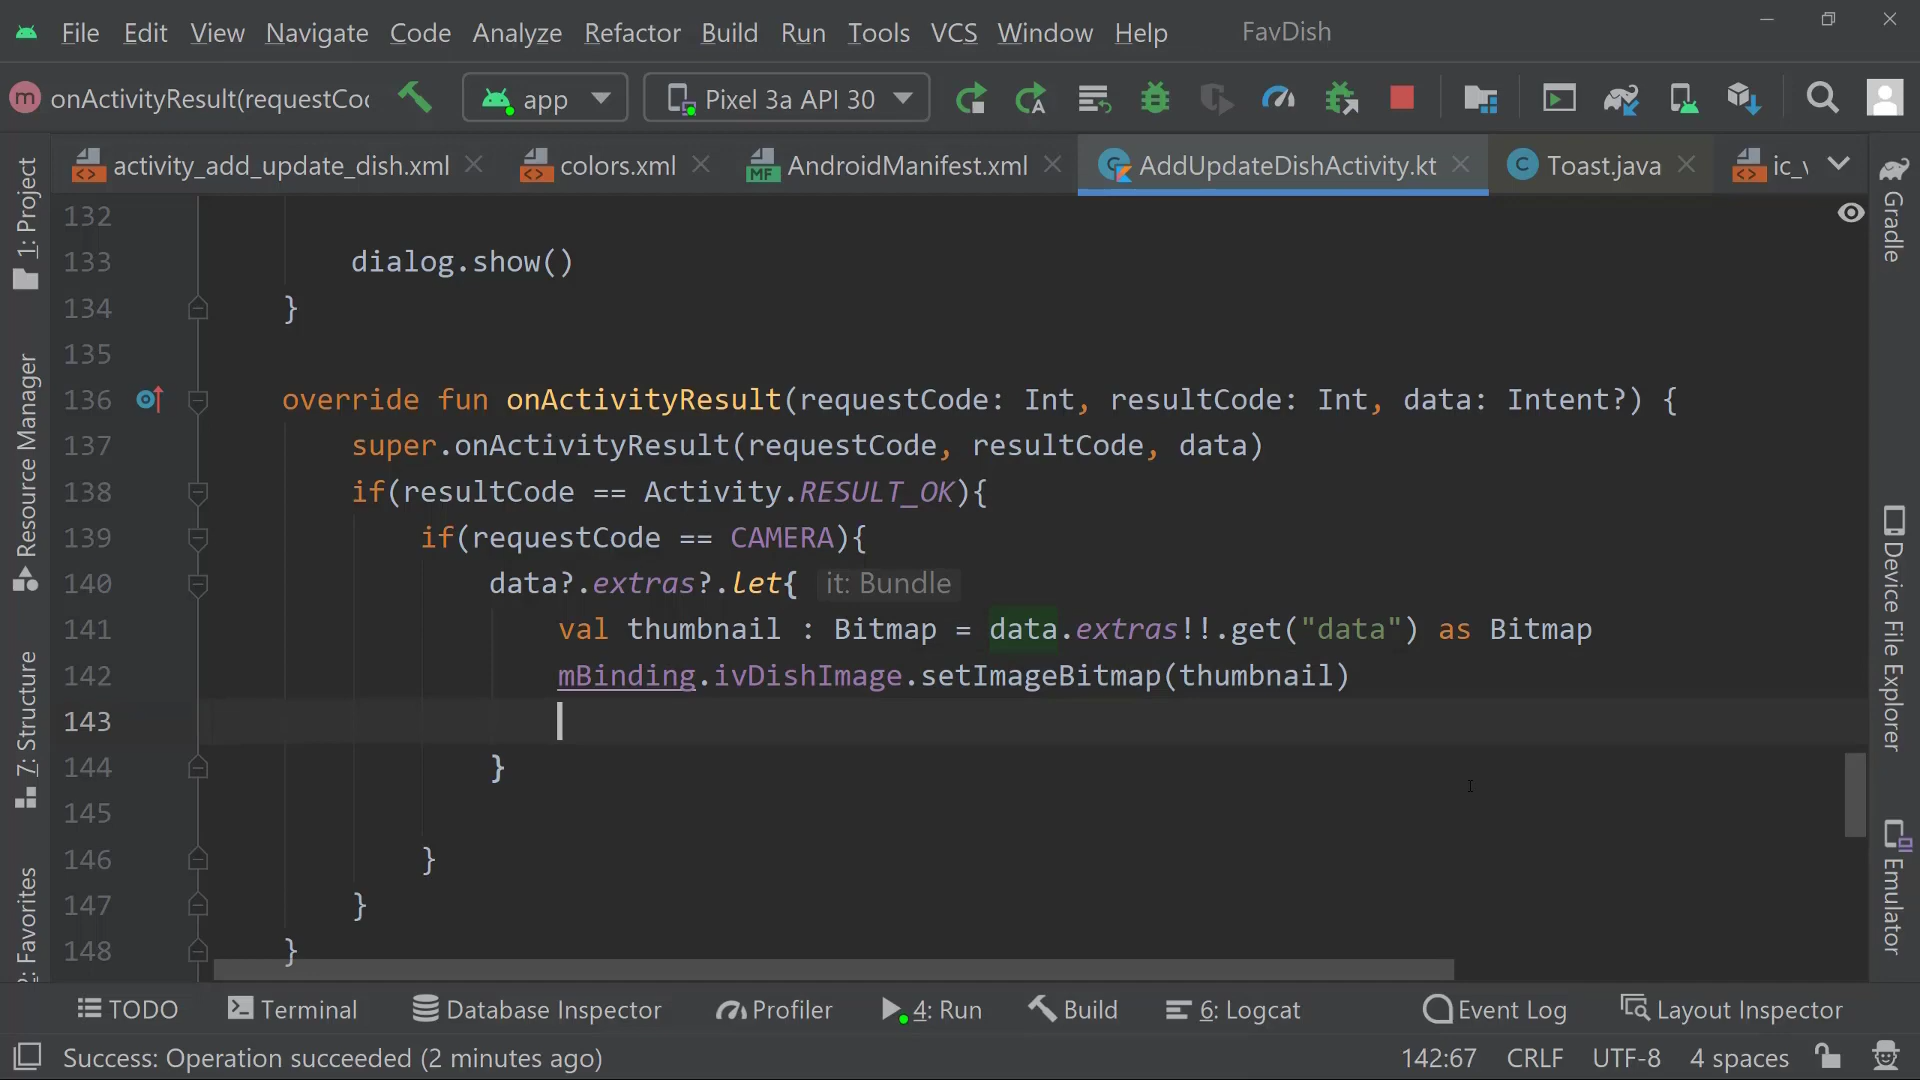 File Edit View Navigate Code Analyze Refactor Build Run Tools VCS Window Help FavDish
m onActivityResult(requestCo app Pixel 3a API 30
activity_add_update_dish.xml colors.xml MF AndroidManifest.xml AddUpdateDishActivity.kt C Toast.java ic_
1: Project
Resource Manager
7: Structure
2: Favorites
132
133 dialog.show()
134 }
135
136 override fun onActivityResult(requestCode: Int, resultCode: Int, data: Intent?) {
137 super.onActivityResult(requestCode, resultCode, data)
138 if(resultCode == Activity.RESULT_OK){
139 if(requestCode == CAMERA){
140 data?.extras?.let{ it: Bundle
141 val thumbnail : Bitmap = data.extras!!.get("data") as Bitmap
142 mBinding.ivDishImage.setImageBitmap(thumbnail)
143
144 }
145
146 }
147 }
148 }
Gradle
Device File Explorer
Emulator
TODO Terminal Database Inspector Profiler 4: Run Build 6: Logcat Event Log Layout Inspector
Success: Operation succeeded (2 minutes ago) 142:67 CRLF UTF-8 4 spaces